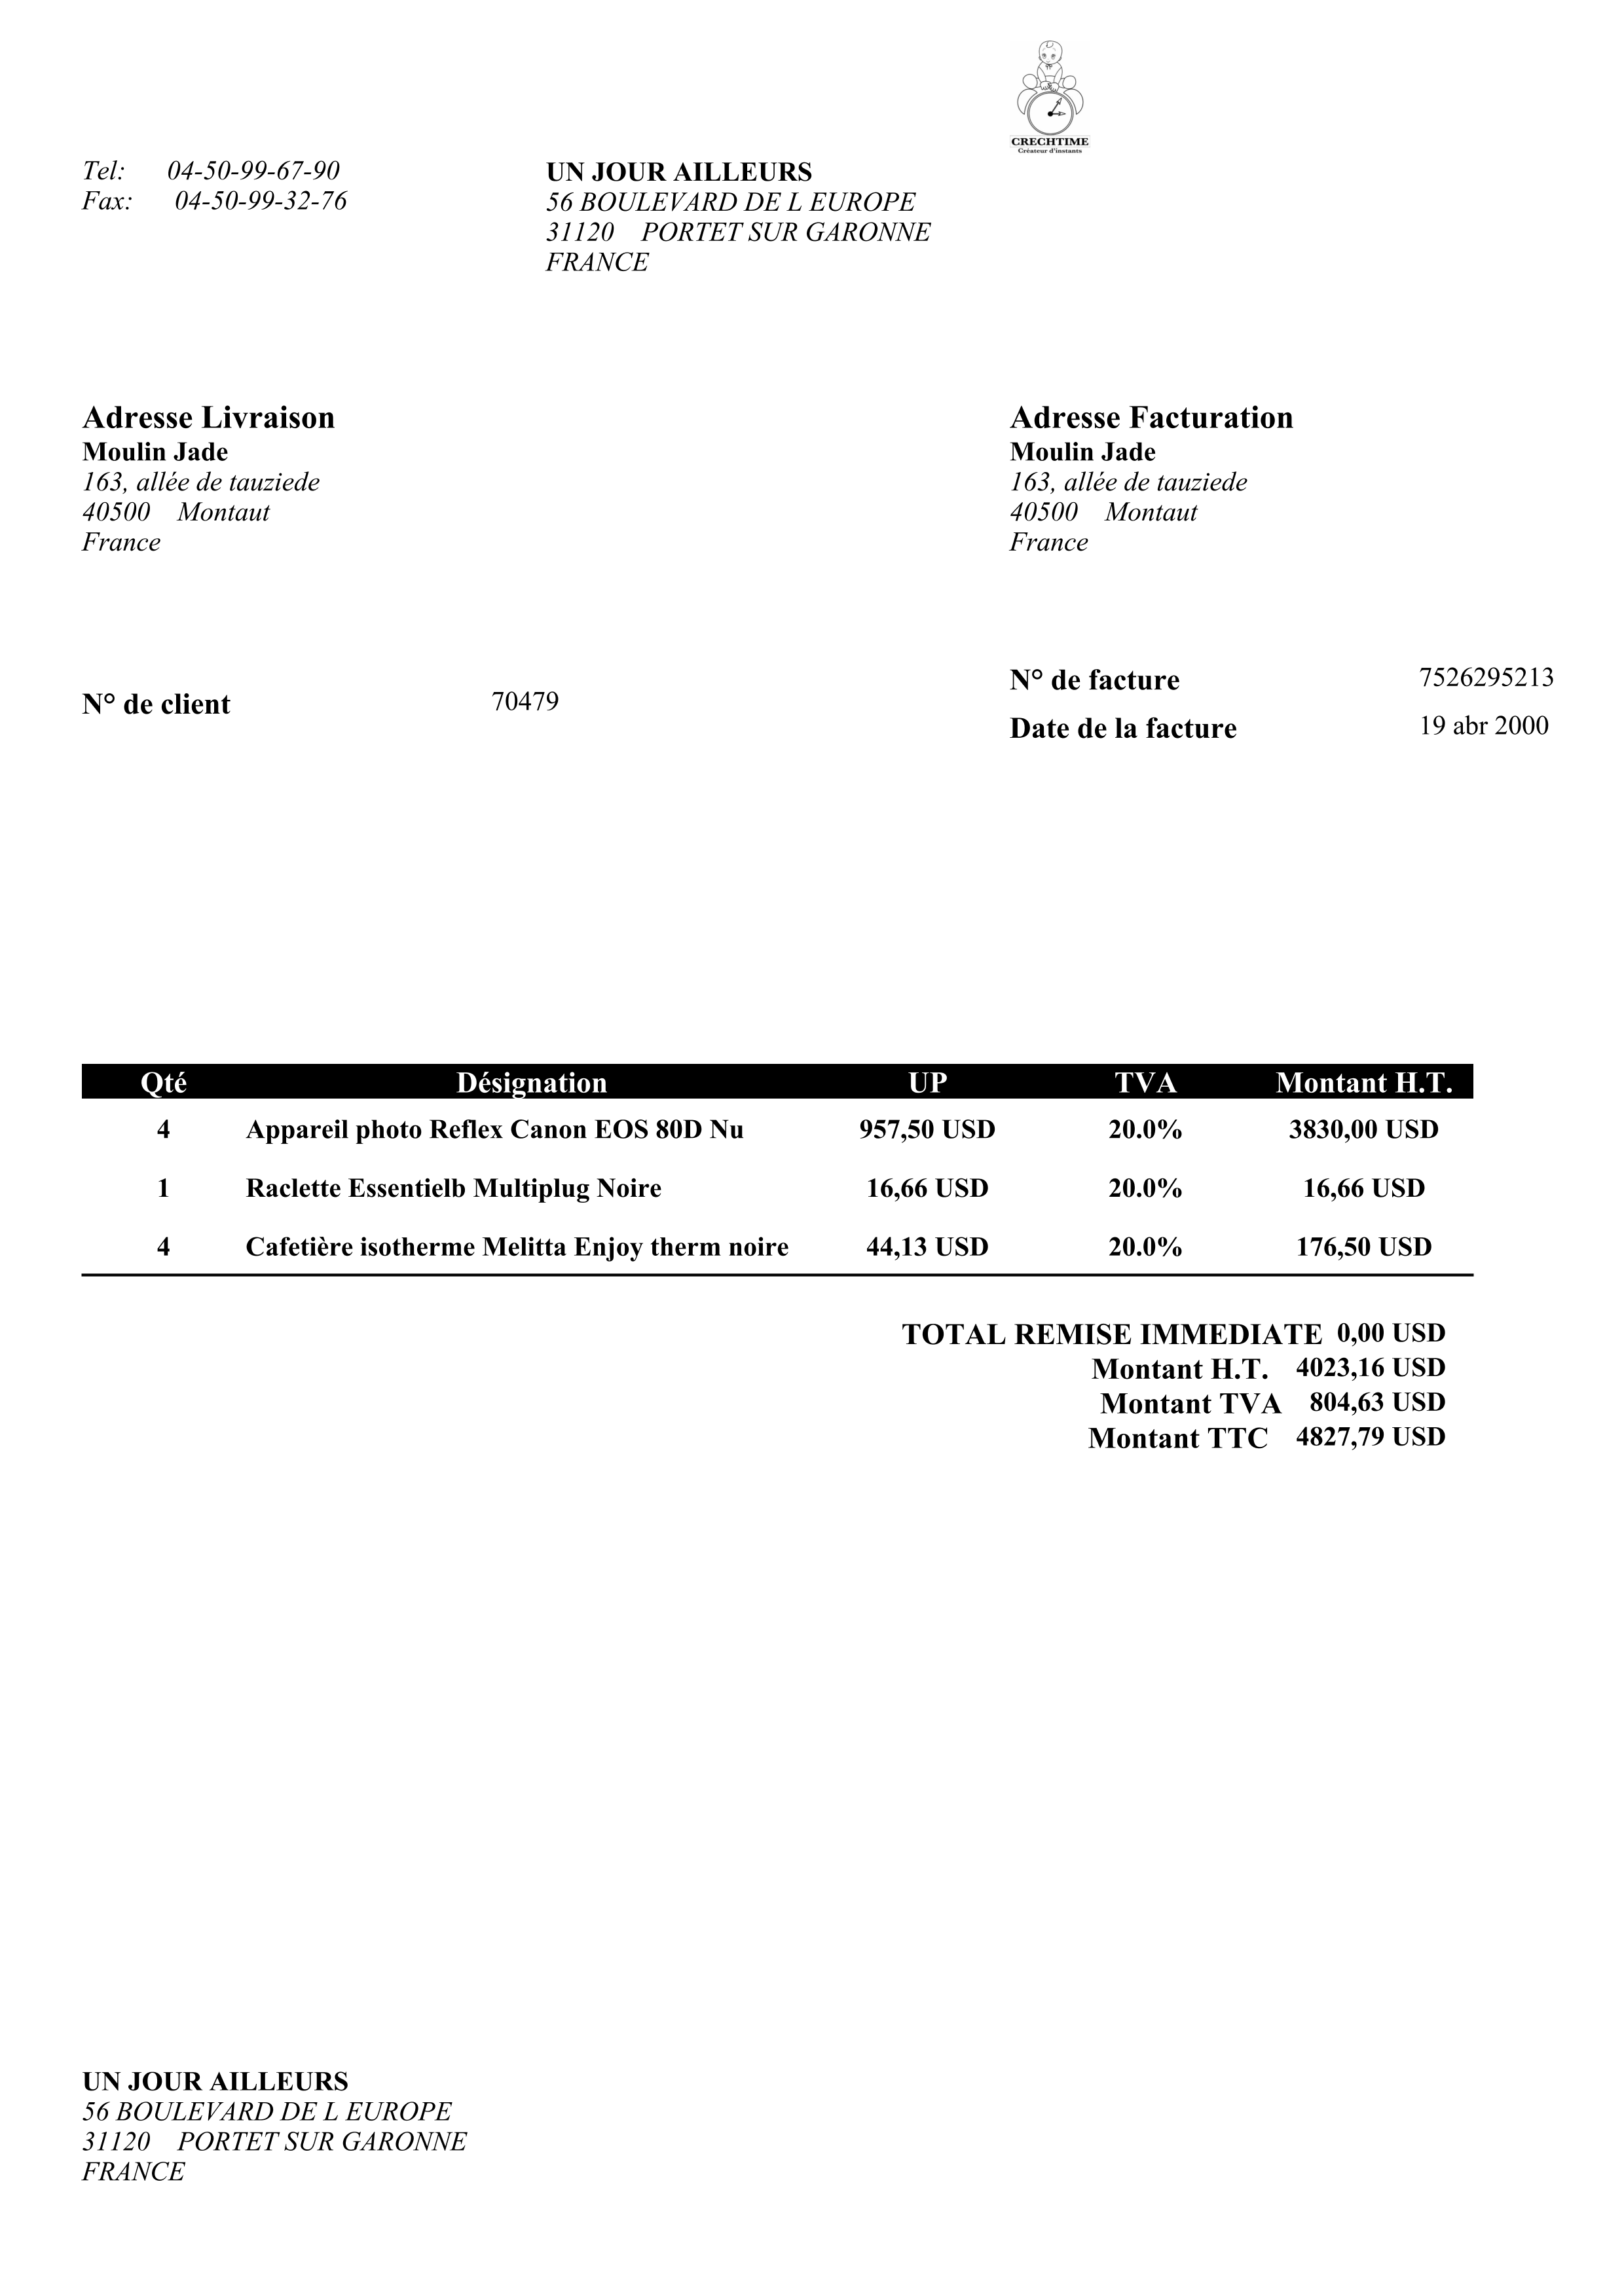 CRECHTIME
Créateur d'instants
Tel: 04-50-99-67-90
Fax: 04-50-99-32-76
UN JOUR AILLEURS
56 BOULEVARD DE L EUROPE
31120 PORTET SUR GARONNE
FRANCE
Adresse Livraison
Moulin Jade
163, allée de tauziede
40500 Montaut
France
Adresse Facturation
Moulin Jade
163, allée de tauziede
40500 Montaut
France
N° de client 70479
N° de facture 7526295213
Date de la facture 19 abr 2000
Qté Désignation UP TVA Montant H.T.
4 Appareil photo Reflex Canon EOS 80D Nu 957,50 USD 20.0% 3830,00 USD
1 Raclette Essentielb Multiplug Noire 16,66 USD 20.0% 16,66 USD
4 Cafetière isotherme Melitta Enjoy therm noire 44,13 USD 20.0% 176,50 USD
TOTAL REMISE IMMEDIATE 0,00 USD
Montant H.T. 4023,16 USD
Montant TVA 804,63 USD
Montant TTC 4827,79 USD
UN JOUR AILLEURS
56 BOULEVARD DE L EUROPE
31120 PORTET SUR GARONNE
FRANCE